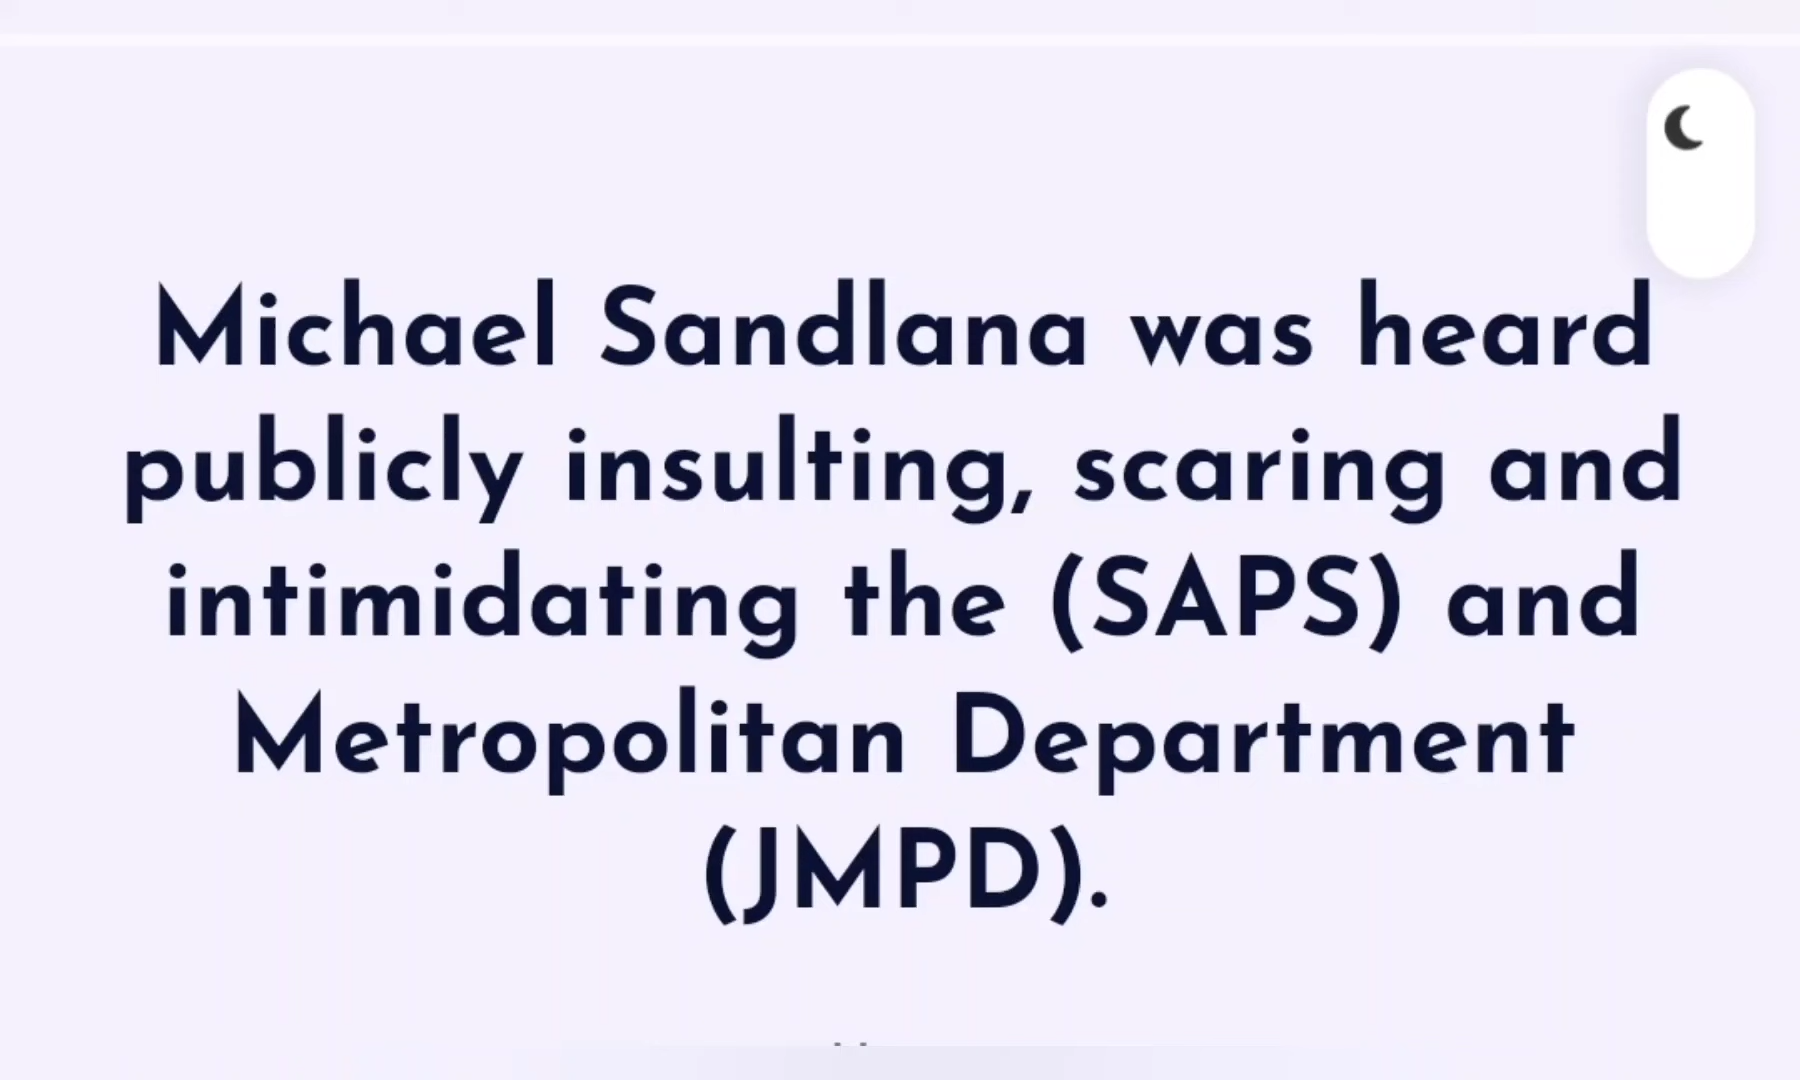 Michael Sandlana was heard
publicly insulting, scaring and
intimidating the (SAPS) and
Metropolitan Department
(JMPD).